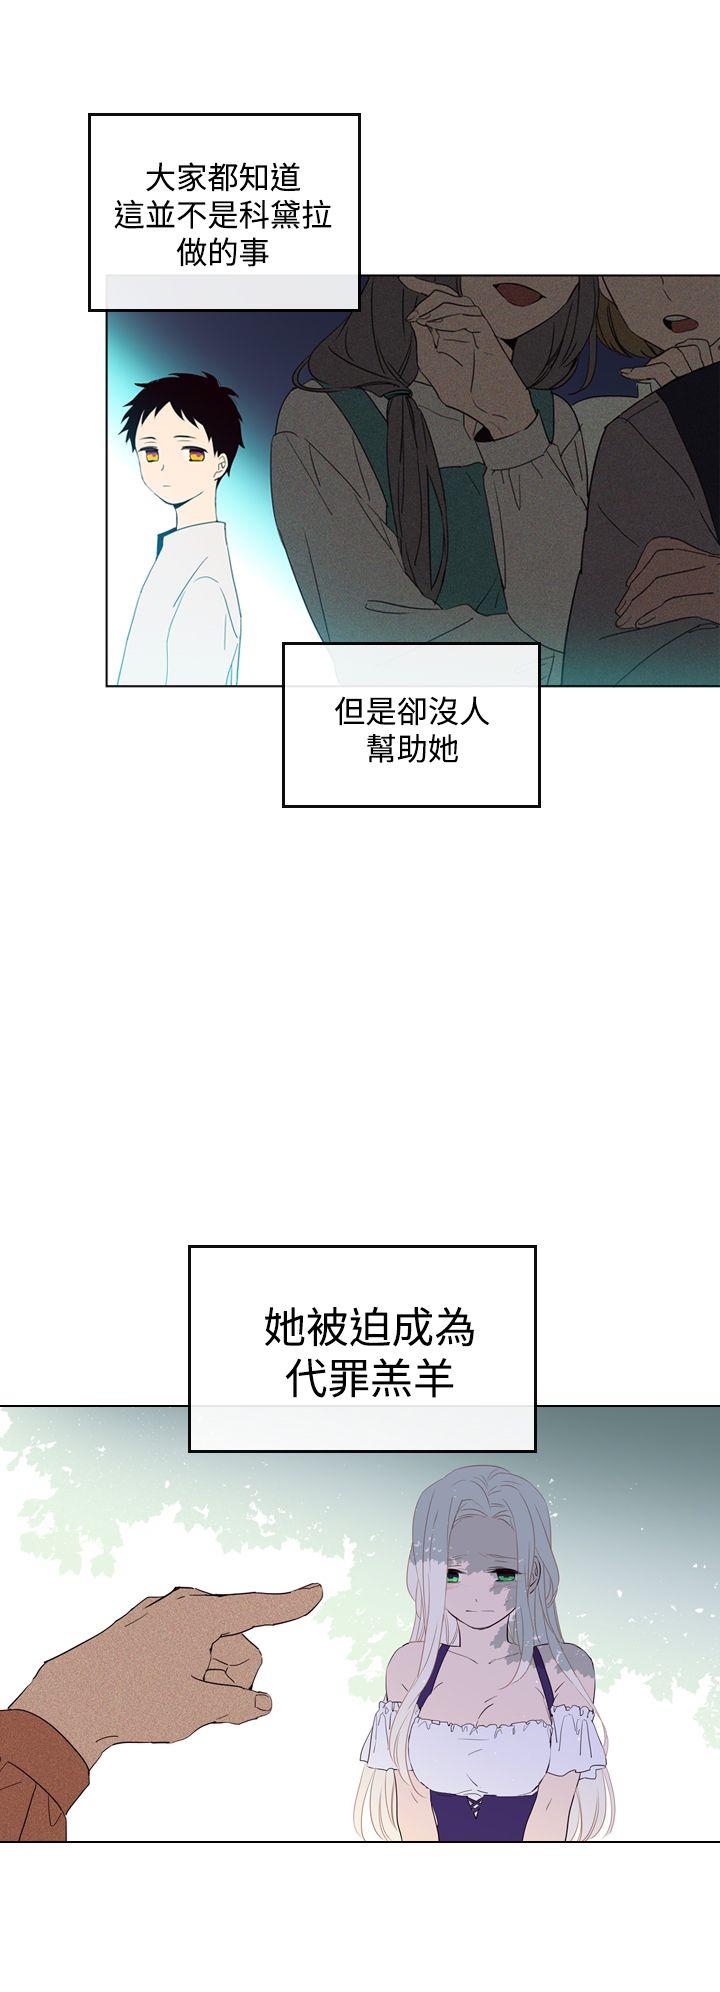 大家都知道
這並不是科黛拉
做的事
但是卻沒人
幫助她
她被迫成為
代罪羔羊